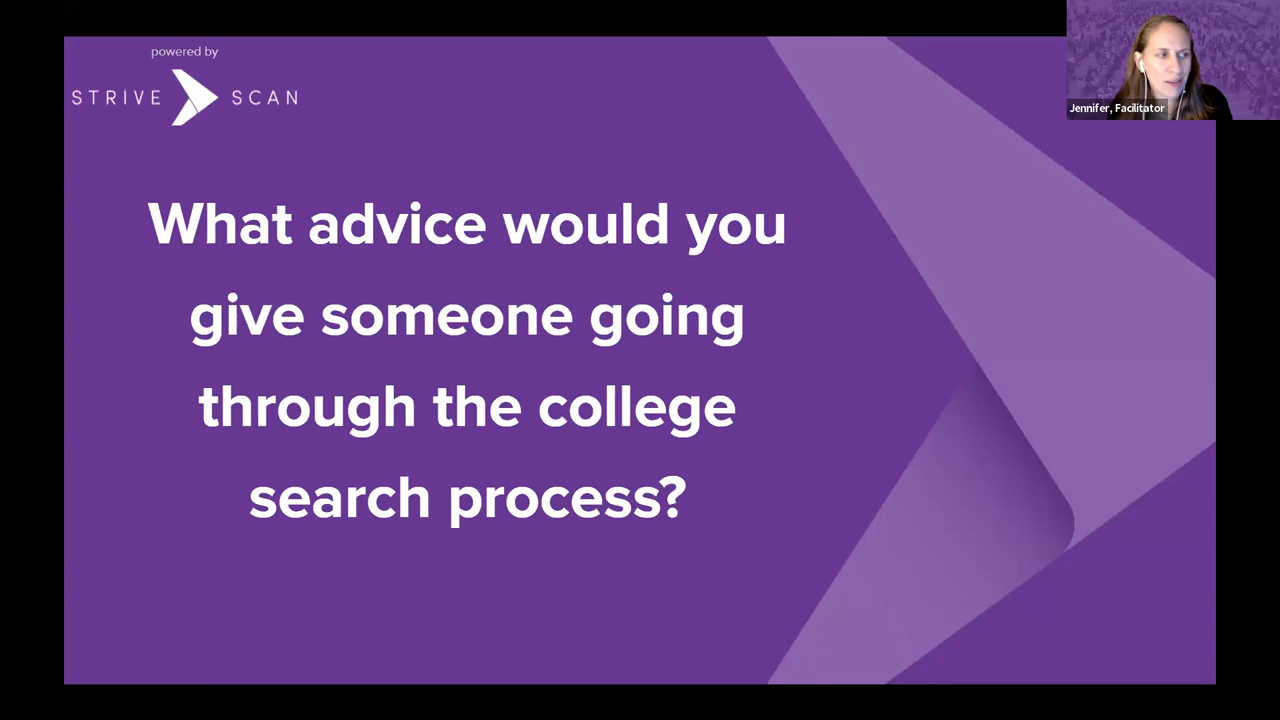 powered by
STRIVE SCAN
Jennifer, Facilitator
What advice would you
give someone going
through the college
search process?